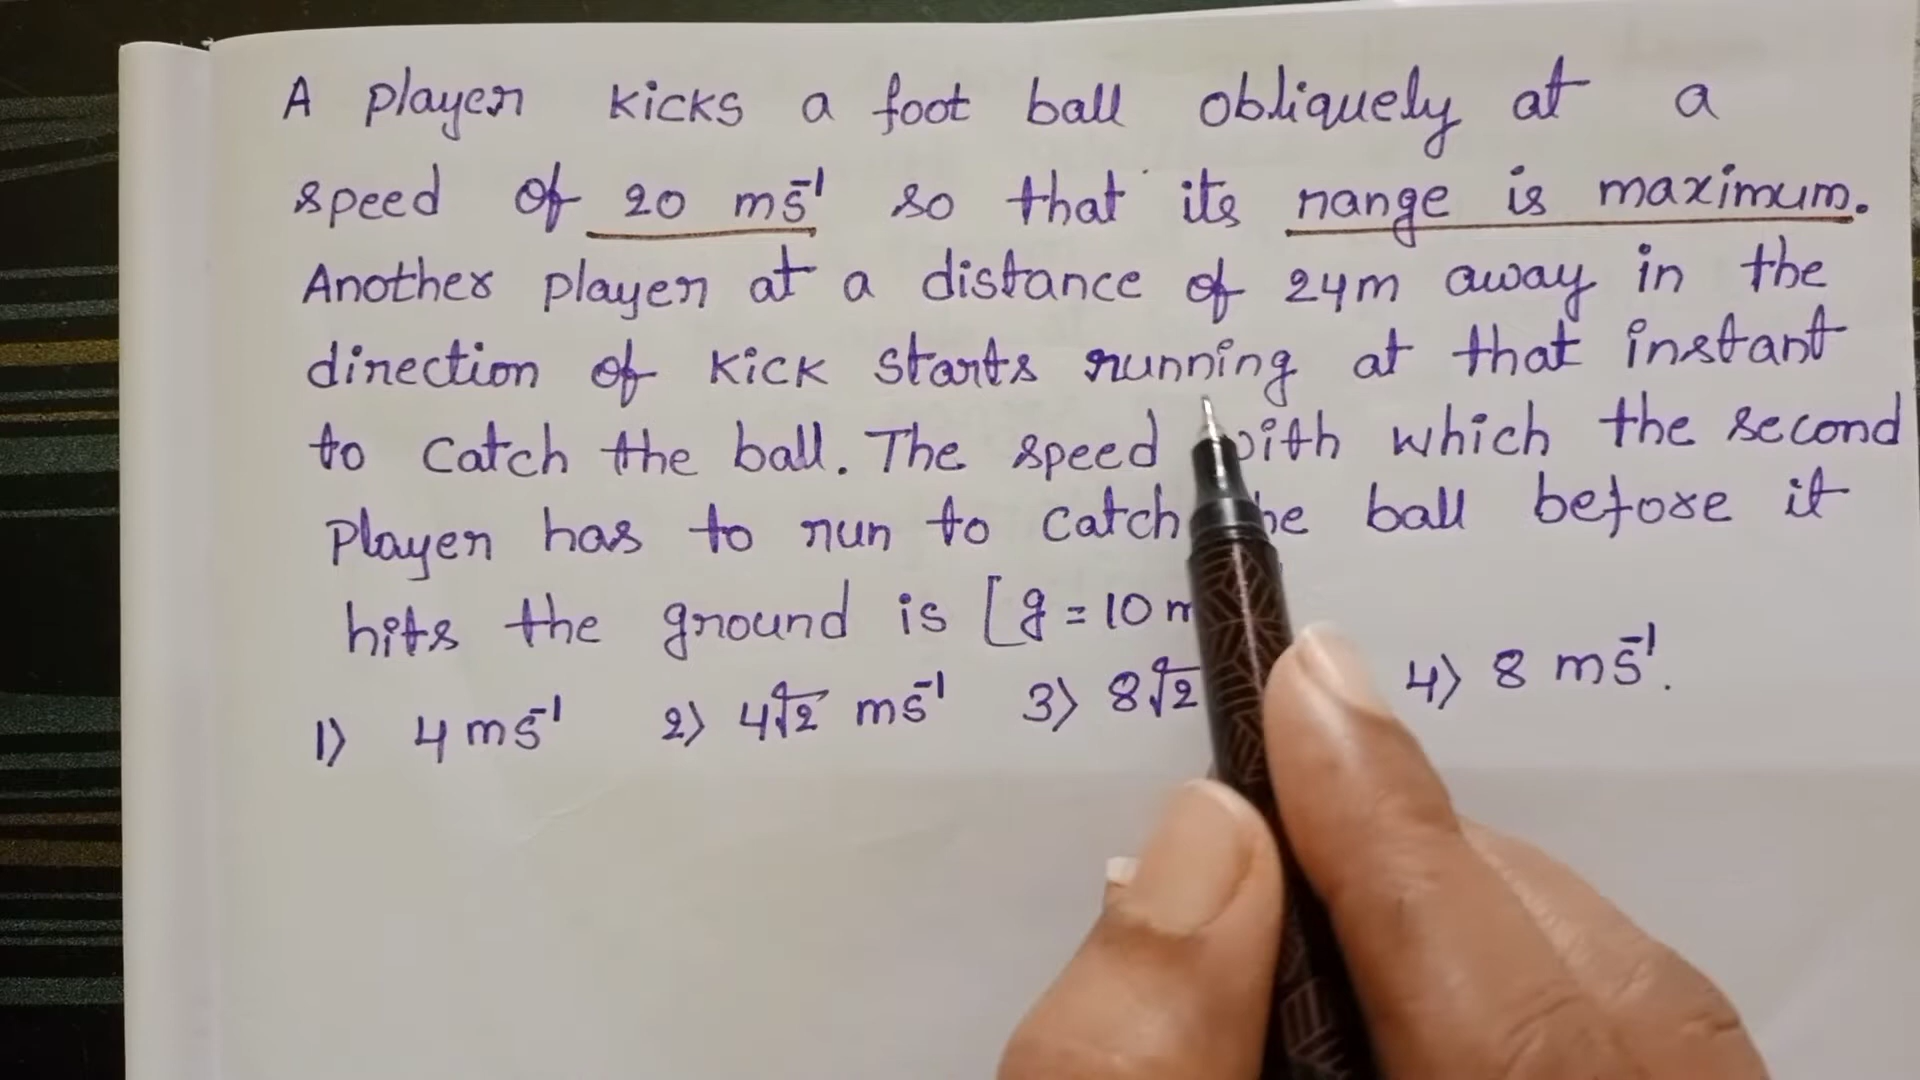 A player kicks a foot ball obliquely at a
speed of 20 ms⁻¹ so that its range is maximum.
Another player at a distance of 24m away in the
direction of kick starts running at that instant
to catch the ball. The speed with which the second
Player has to run to catch the ball before it
hits the ground is [g = 10 m
1) 4 ms⁻¹ 2) 4√2 ms⁻¹ 3) 8√2 4) 8 ms⁻¹.